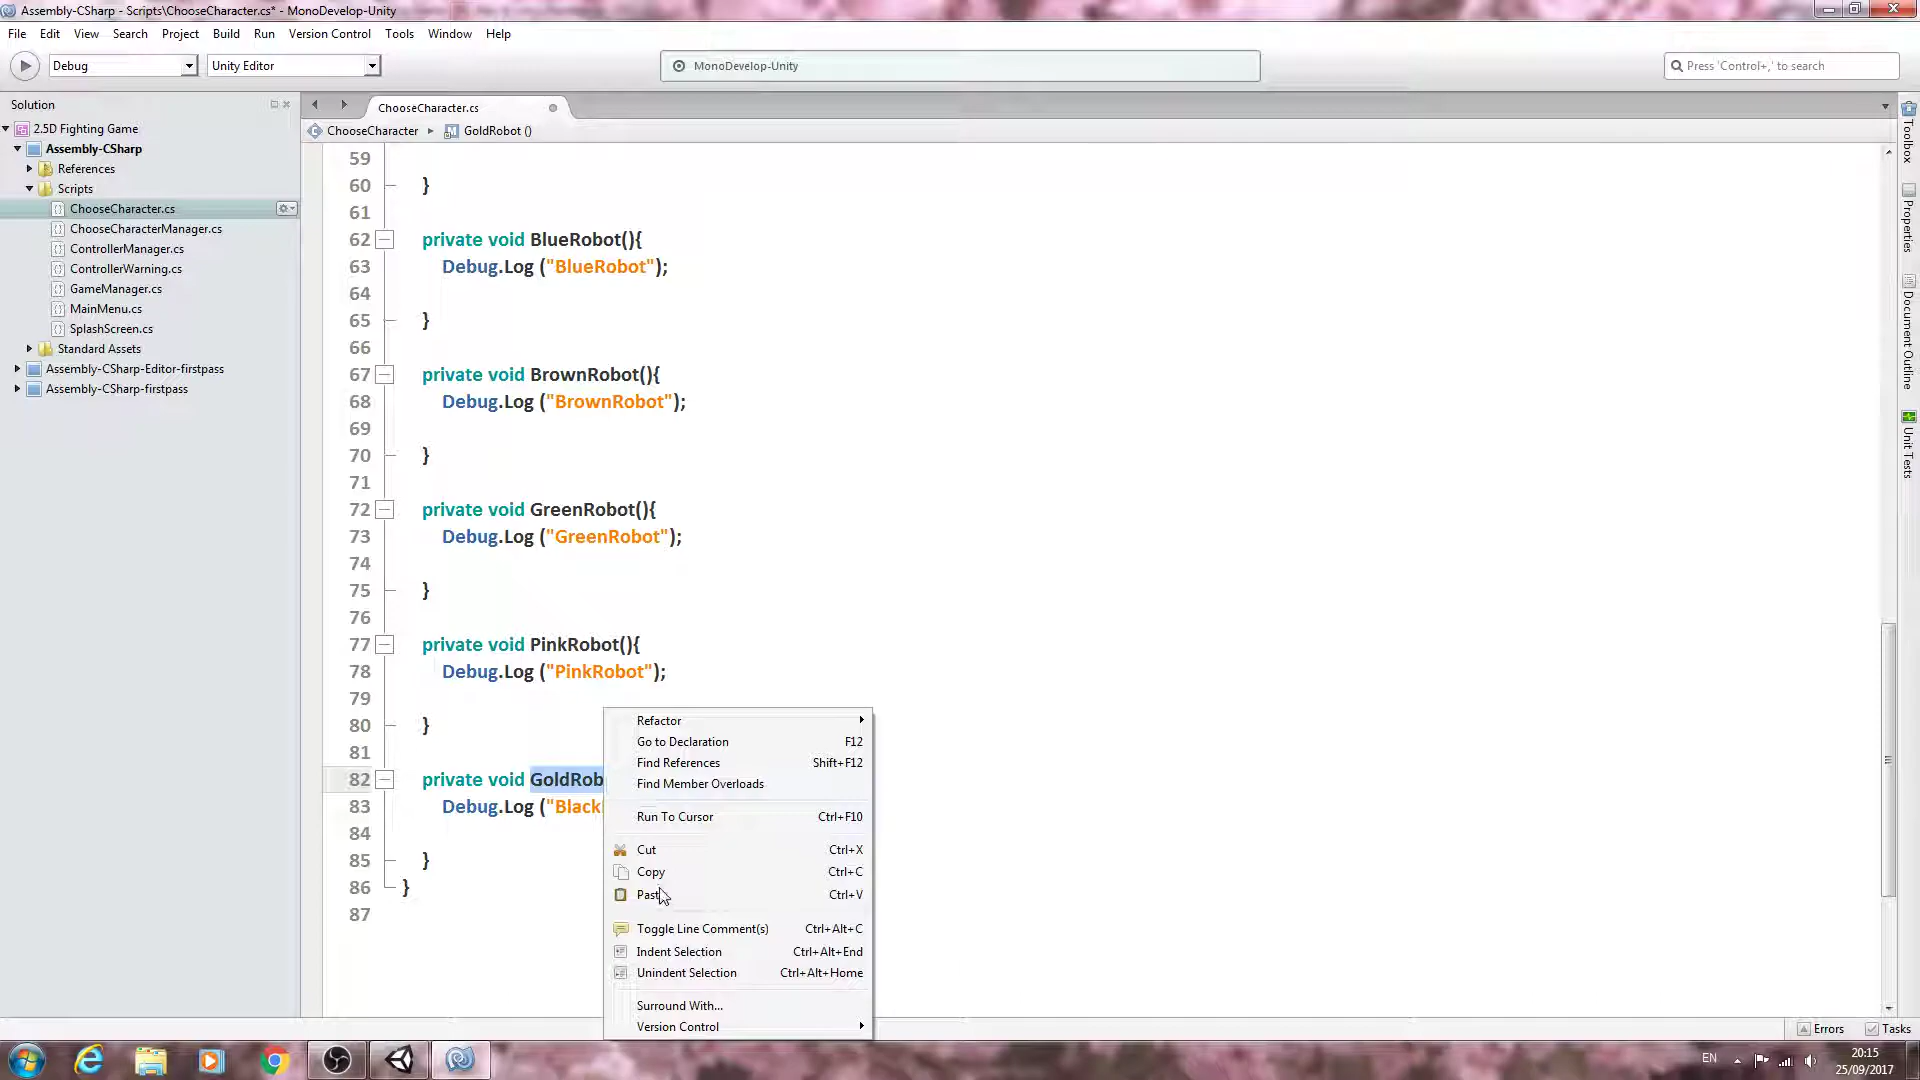 Assembly-CSharp - Scripts\ChooseCharacter.cs* - MonoDevelop-Unity
File Edit View Search Project Build Run Version Control Tools Window Help
Debug Unity Editor MonoDevelop-Unity Press 'Control+,' to search
Solution
2.5D Fighting Game
Assembly-CSharp
References
Scripts
ChooseCharacter.cs
ChooseCharacterManager.cs
ControllerManager.cs
ControllerWarning.cs
GameManager.cs
MainMenu.cs
SplashScreen.cs
Standard Assets
Assembly-CSharp-Editor-firstpass
Assembly-CSharp-firstpass
ChooseCharacter.cs
ChooseCharacter GoldRobot ()
59
60 }
61
62 private void BlueRobot(){
63 Debug.Log ("BlueRobot");
64
65 }
66
67 private void BrownRobot(){
68 Debug.Log ("BrownRobot");
69
70 }
71
72 private void GreenRobot(){
73 Debug.Log ("GreenRobot");
74
75 }
76
77 private void PinkRobot(){
78 Debug.Log ("PinkRobot");
79
80 }
81
82 private void GoldRob
83 Debug.Log ("Black
84
85 }
86 }
87
Refactor
Go to Declaration F12
Find References Shift+F12
Find Member Overloads
Run To Cursor Ctrl+F10
Cut Ctrl+X
Copy Ctrl+C
Past Ctrl+V
Toggle Line Comment(s) Ctrl+Alt+C
Indent Selection Ctrl+Alt+End
Unindent Selection Ctrl+Alt+Home
Surround With...
Version Control
Toolbox
Properties
Document Outline
Unit Tests
Errors Tasks
EN
20:15
25/09/2017